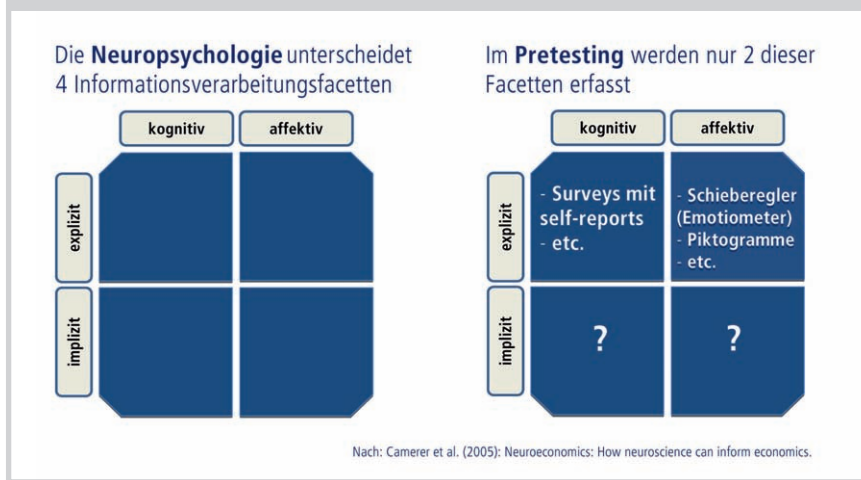 Die Neuropsychologie unterscheidet
4 Informationsverarbeitungsfacetten
kognitiv
affektiv
explizit
implizit
Im Pretesting werden nur 2 dieser
Facetten erfasst
kognitiv
affektiv
explizit
- Surveys mit
self-reports
- etc.
- Schieberegler
(Emotiometer)
- Piktogramme
- etc.
implizit
?
?
Nach: Camerer et al. (2005): Neuroeconomics: How neuroscience can inform economics.